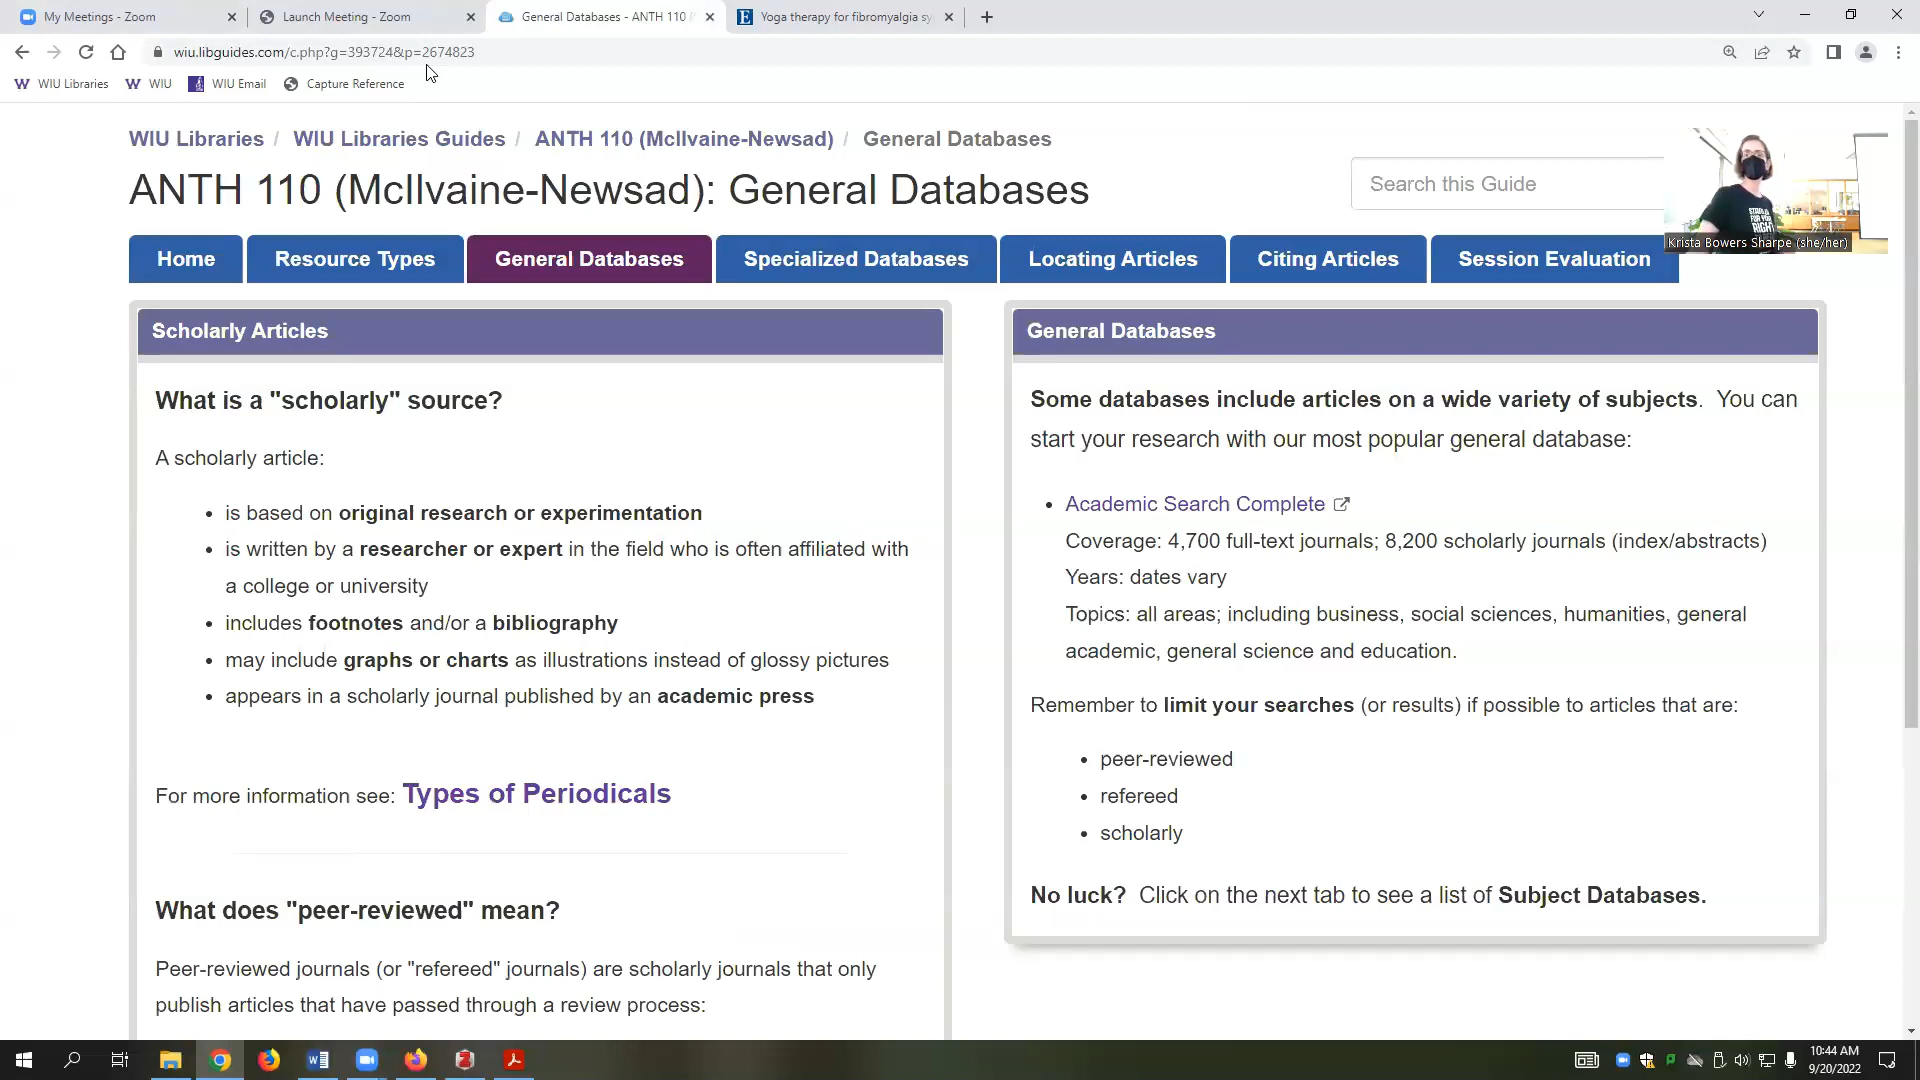 My Meetings - Zoom
Launch Meeting - Zoom
General Databases - ANTH 110
Yoga therapy for fibromyalgia sy
wiu.libguides.com/c.php?g=393724&p=2674823
WIU Libraries
WIU
WIU Email
Capture Reference
WIU Libraries / WIU Libraries Guides / ANTH 110 (McIlvaine-Newsad) / General Databases
ANTH 110 (McIlvaine-Newsad): General Databases
Search this Guide
Krista Bowers Sharpe (she/her)
Home
Resource Types
General Databases
Specialized Databases
Locating Articles
Citing Articles
Session Evaluation
Scholarly Articles
What is a "scholarly" source?
A scholarly article:
• is based on original research or experimentation
• is written by a researcher or expert in the field who is often affiliated with
a college or university
• includes footnotes and/or a bibliography
• may include graphs or charts as illustrations instead of glossy pictures
• appears in a scholarly journal published by an academic press
For more information see: Types of Periodicals
What does "peer-reviewed" mean?
Peer-reviewed journals (or "refereed" journals) are scholarly journals that only
publish articles that have passed through a review process:
General Databases
Some databases include articles on a wide variety of subjects. You can
start your research with our most popular general database:
• Academic Search Complete
Coverage: 4,700 full-text journals; 8,200 scholarly journals (index/abstracts)
Years: dates vary
Topics: all areas; including business, social sciences, humanities, general
academic, general science and education.
Remember to limit your searches (or results) if possible to articles that are:
• peer-reviewed
• refereed
• scholarly
No luck? Click on the next tab to see a list of Subject Databases.
10:44 AM
9/20/2022